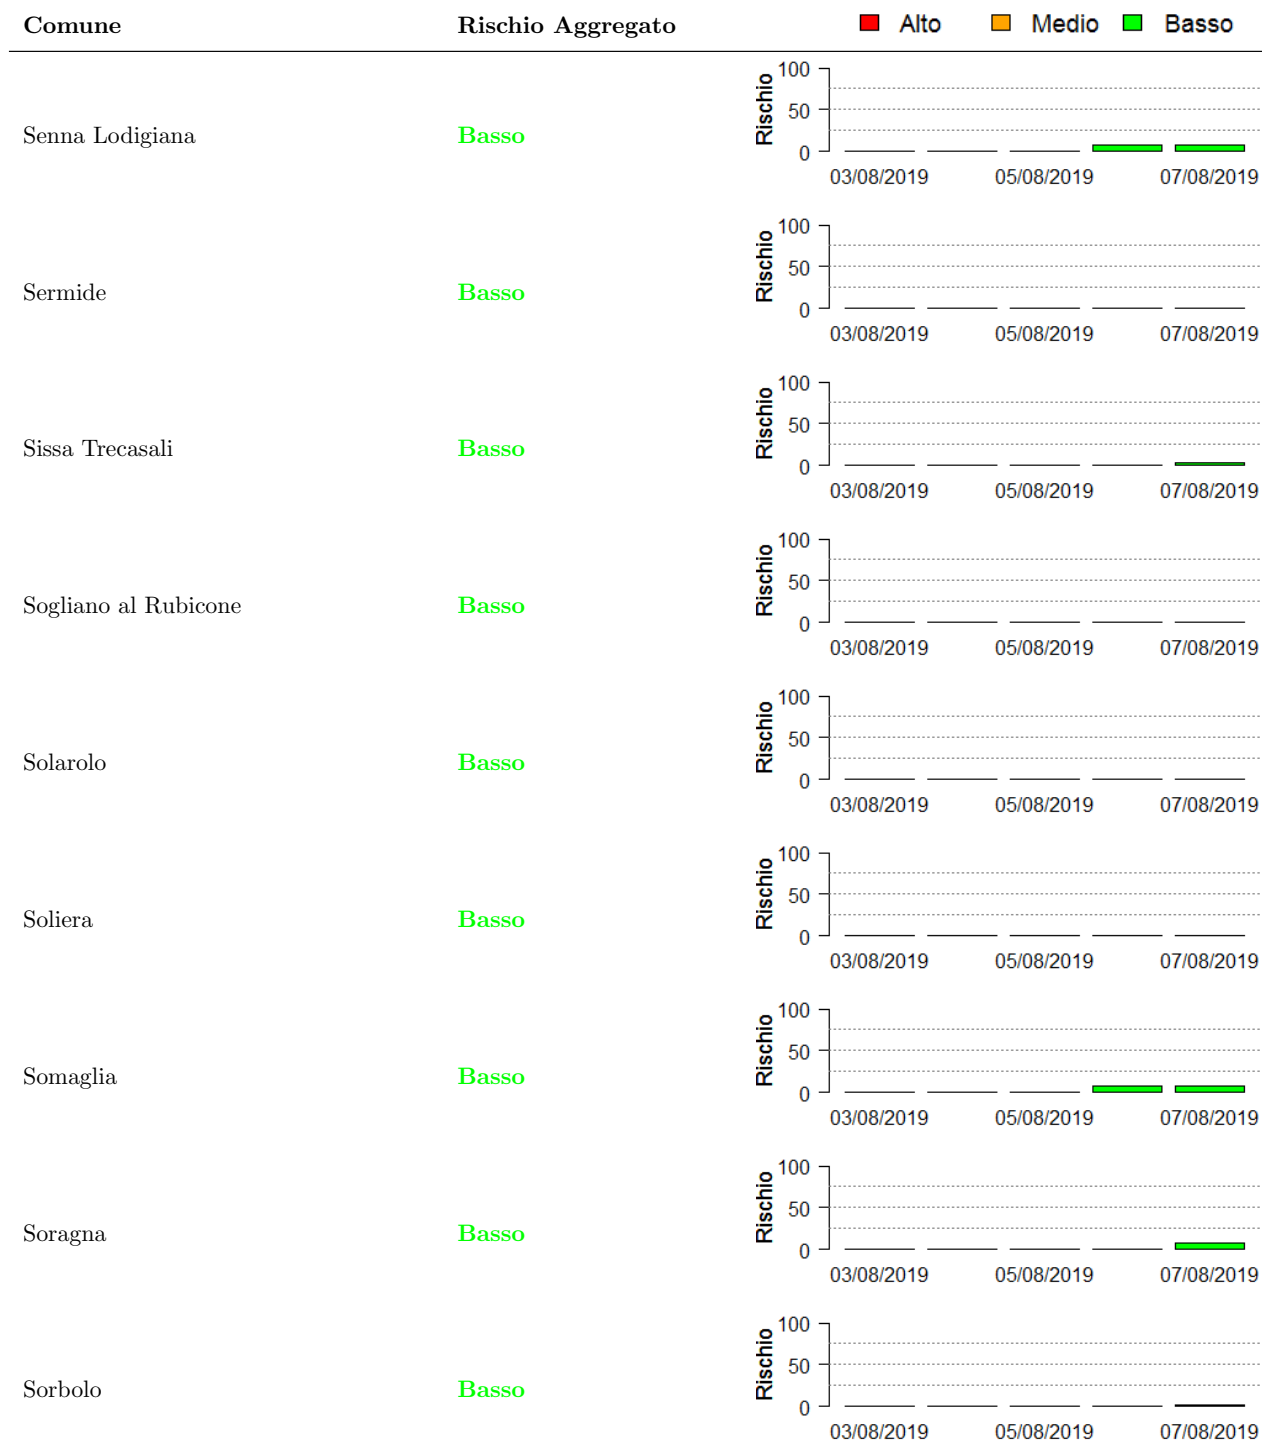 Comune Rischio Aggregato Alto Medio Basso
100
50
0
Rischio
Senna Lodigiana Basso
03/08/2019 05/08/2019 07/08/2019
100
50
0
Rischio
Sermide Basso
03/08/2019 05/08/2019 07/08/2019
100
50
0
Rischio
Sissa Trecasali Basso
03/08/2019 05/08/2019 07/08/2019
100
50
0
Rischio
Sogliano al Rubicone Basso
03/08/2019 05/08/2019 07/08/2019
100
50
0
Rischio
Solarolo Basso
03/08/2019 05/08/2019 07/08/2019
100
50
0
Rischio
Soliera Basso
03/08/2019 05/08/2019 07/08/2019
100
50
0
Rischio
Somaglia Basso
03/08/2019 05/08/2019 07/08/2019
100
50
0
Rischio
Soragna Basso
03/08/2019 05/08/2019 07/08/2019
100
50
0
Rischio
Sorbolo Basso
03/08/2019 05/08/2019 07/08/2019